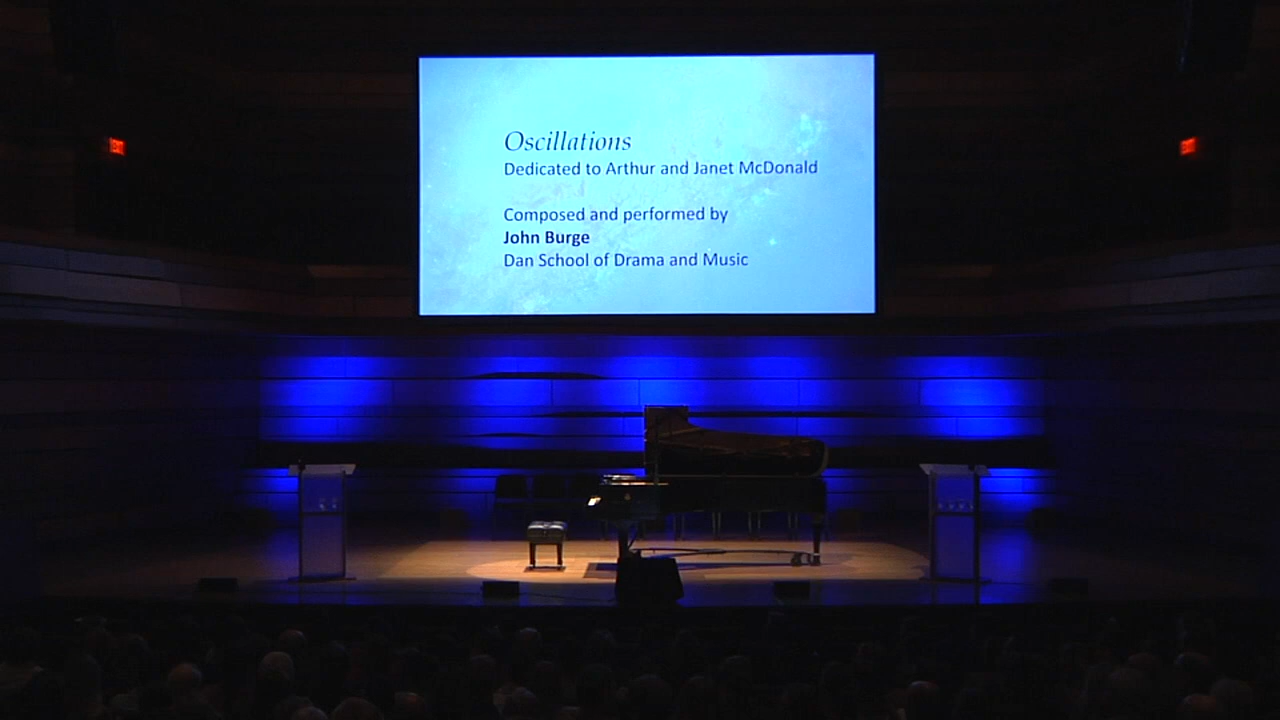 Oscillations
Dedicated to Arthur and Janet McDonald
Composed and performed by
John Burge
Dan School of Drama and Music